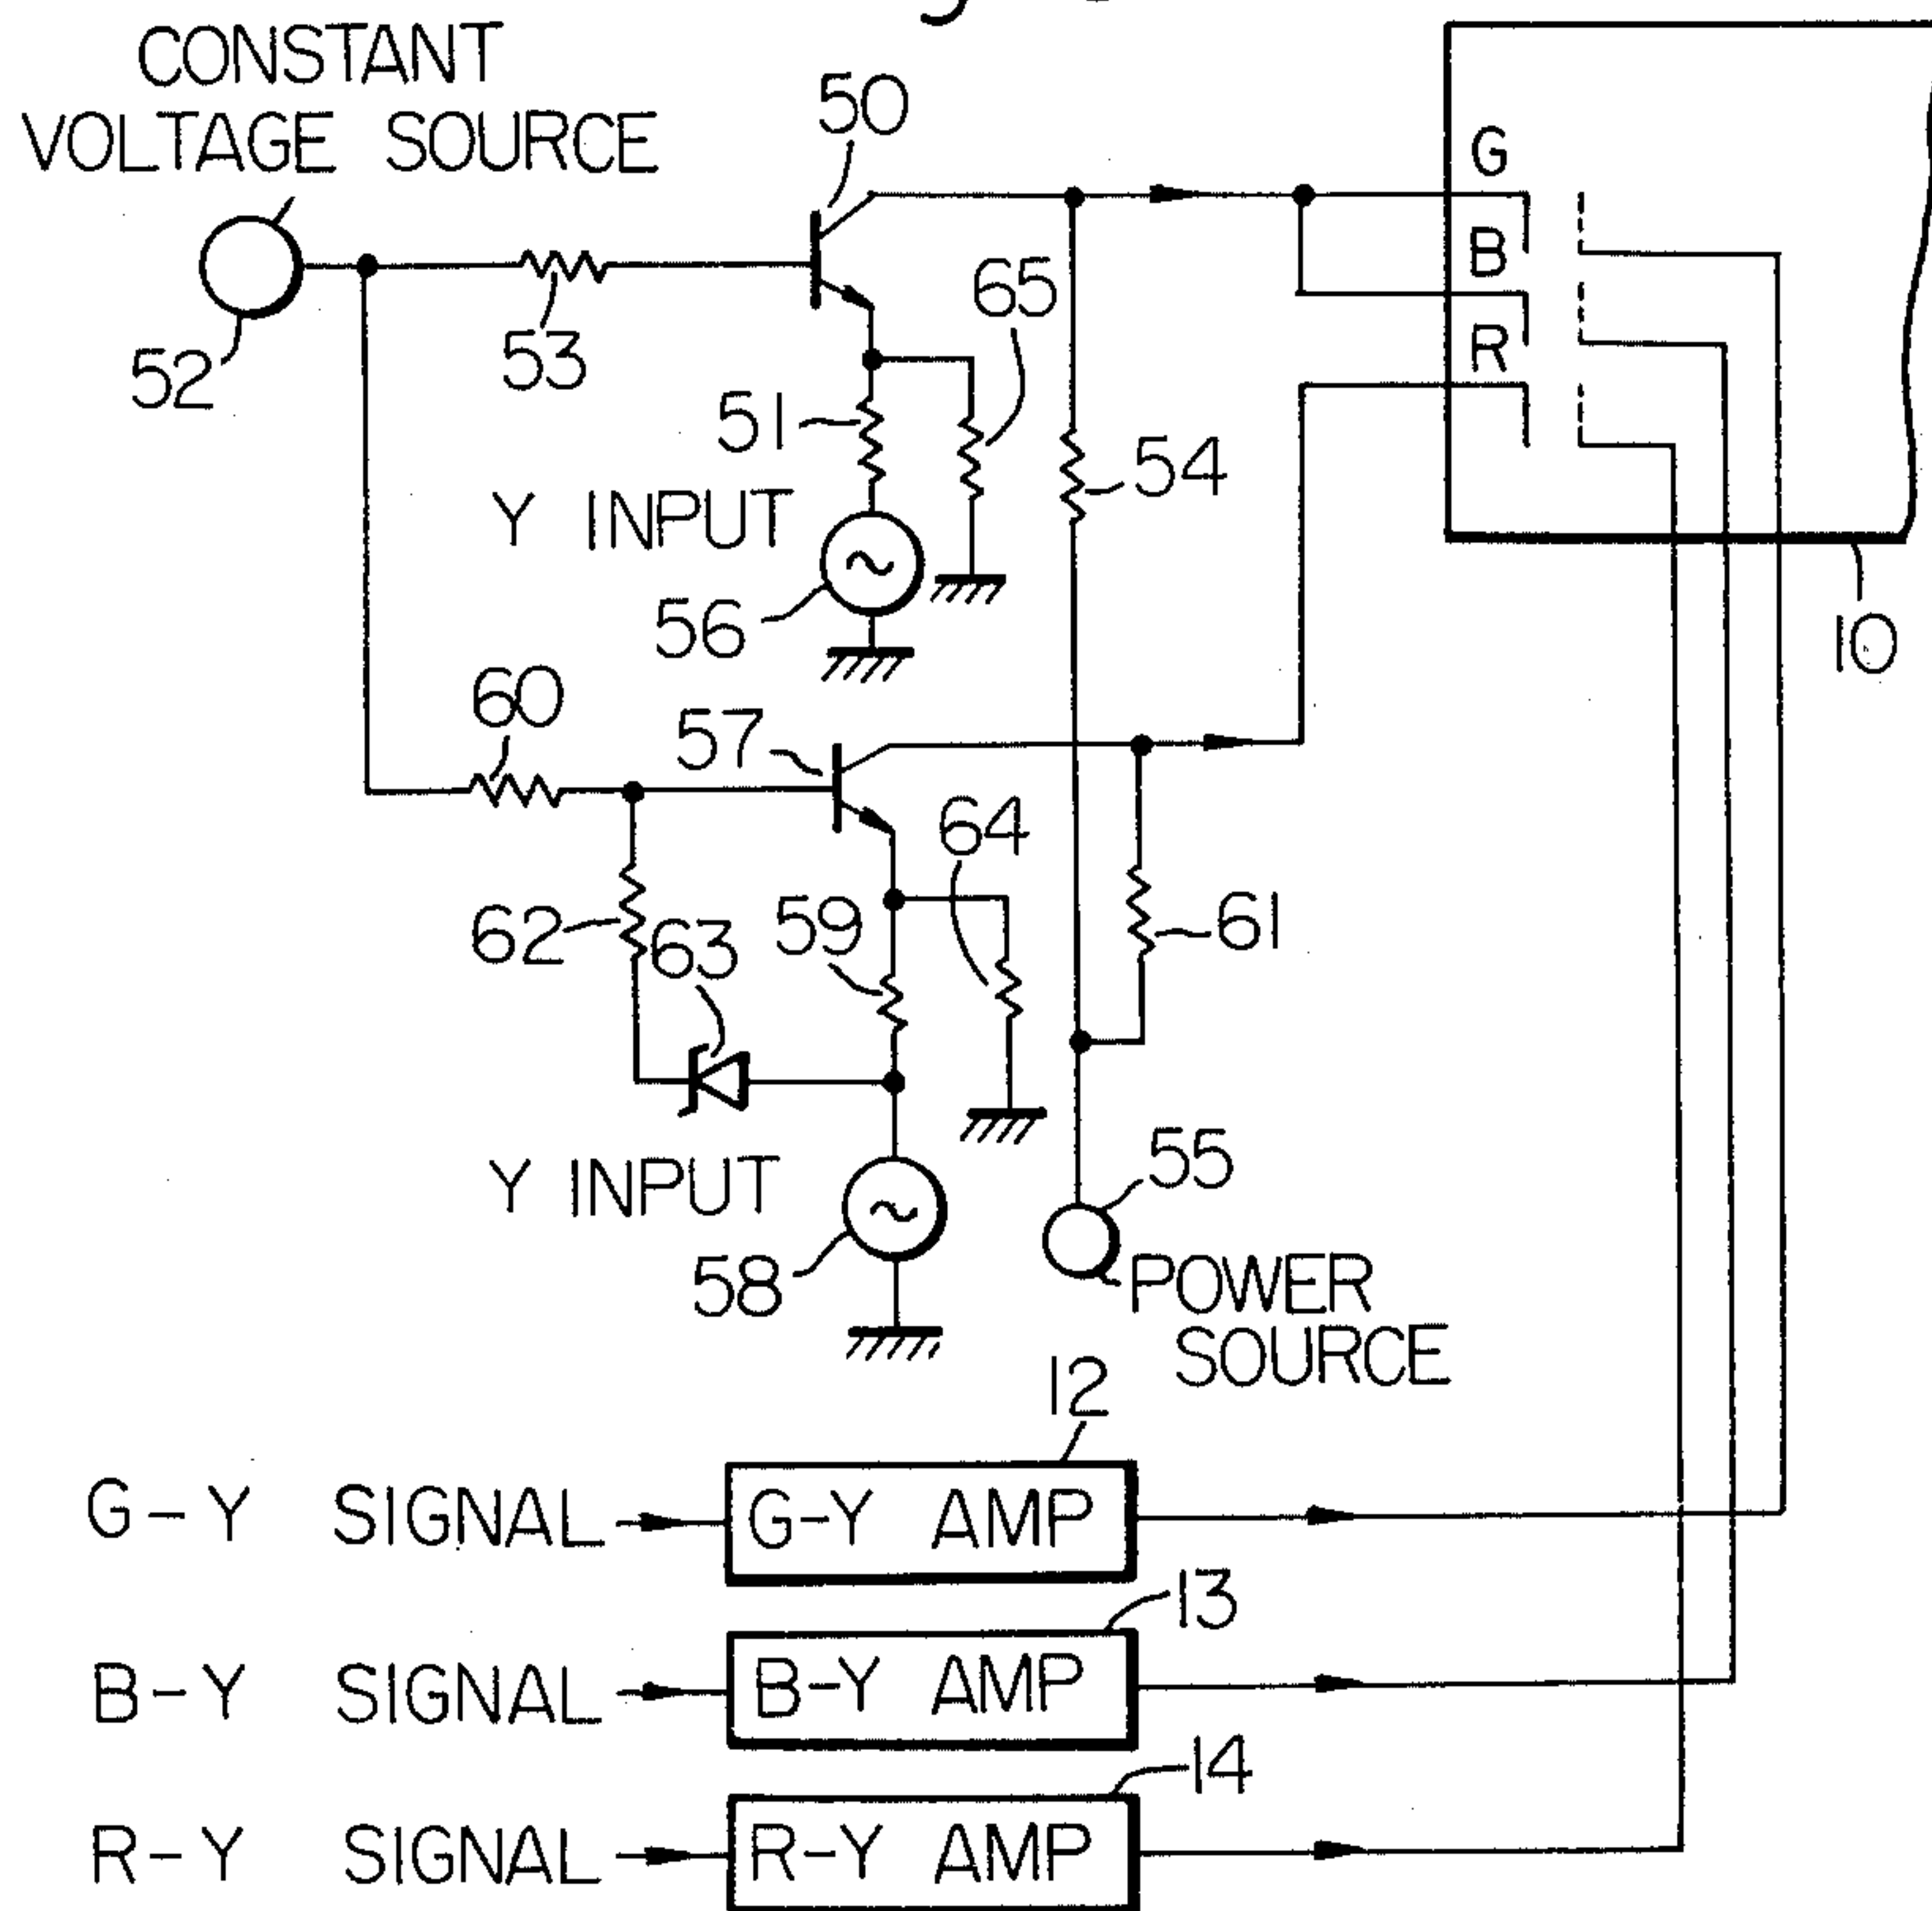 CONSTANT
VOLTAGE SOURCE
50
G
B
R
52
53
65
51
54
Y INPUT
56
10
60
57
64
62
63
59
61
Y INPUT
55
58
POWER
SOURCE
12
G-Y SIGNAL
G-Y AMP
13
B-Y SIGNAL
B-Y AMP
14
R-Y SIGNAL
R-Y AMP